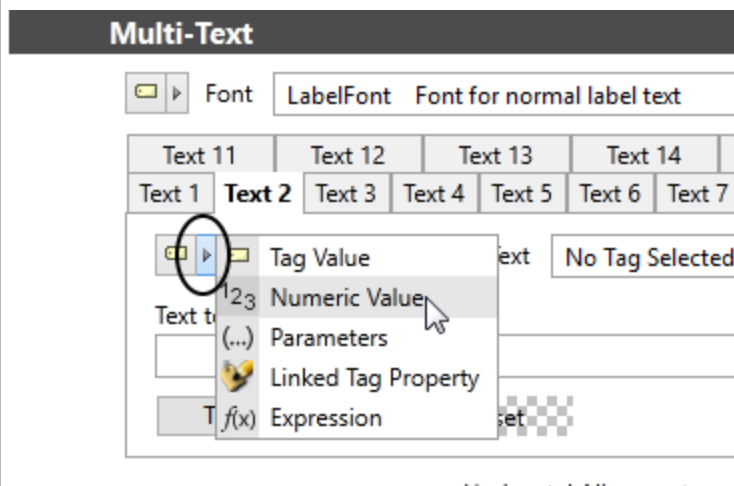 Multi-Text
Font LabelFont Font for normal label text
Text 11 Text 12 Text 13 Text 14
Text 1 Text 2 Text 3 Text 4 Text 5 Text 6 Text 7
Tag Value No Tag Selected
123 Numeric Value
Text
(...) Parameters
Linked Tag Property
f(x) Expression